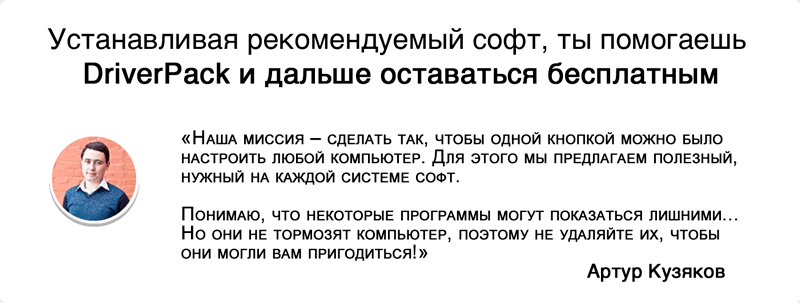 Устанавливая рекомендуемый софт, ты помогаешь
DriverPack и дальше оставаться бесплатным
«Наша миссия – сделать так, чтобы одной кнопкой можно было
настроить любой компьютер. Для этого мы предлагаем полезный,
нужный на каждой системе софт.
Понимаю, что некоторые программы могут показаться лишними...
Но они не тормозят компьютер, поэтому не удаляйте их, чтобы
они могли вам пригодиться!»
Артур Кузяков